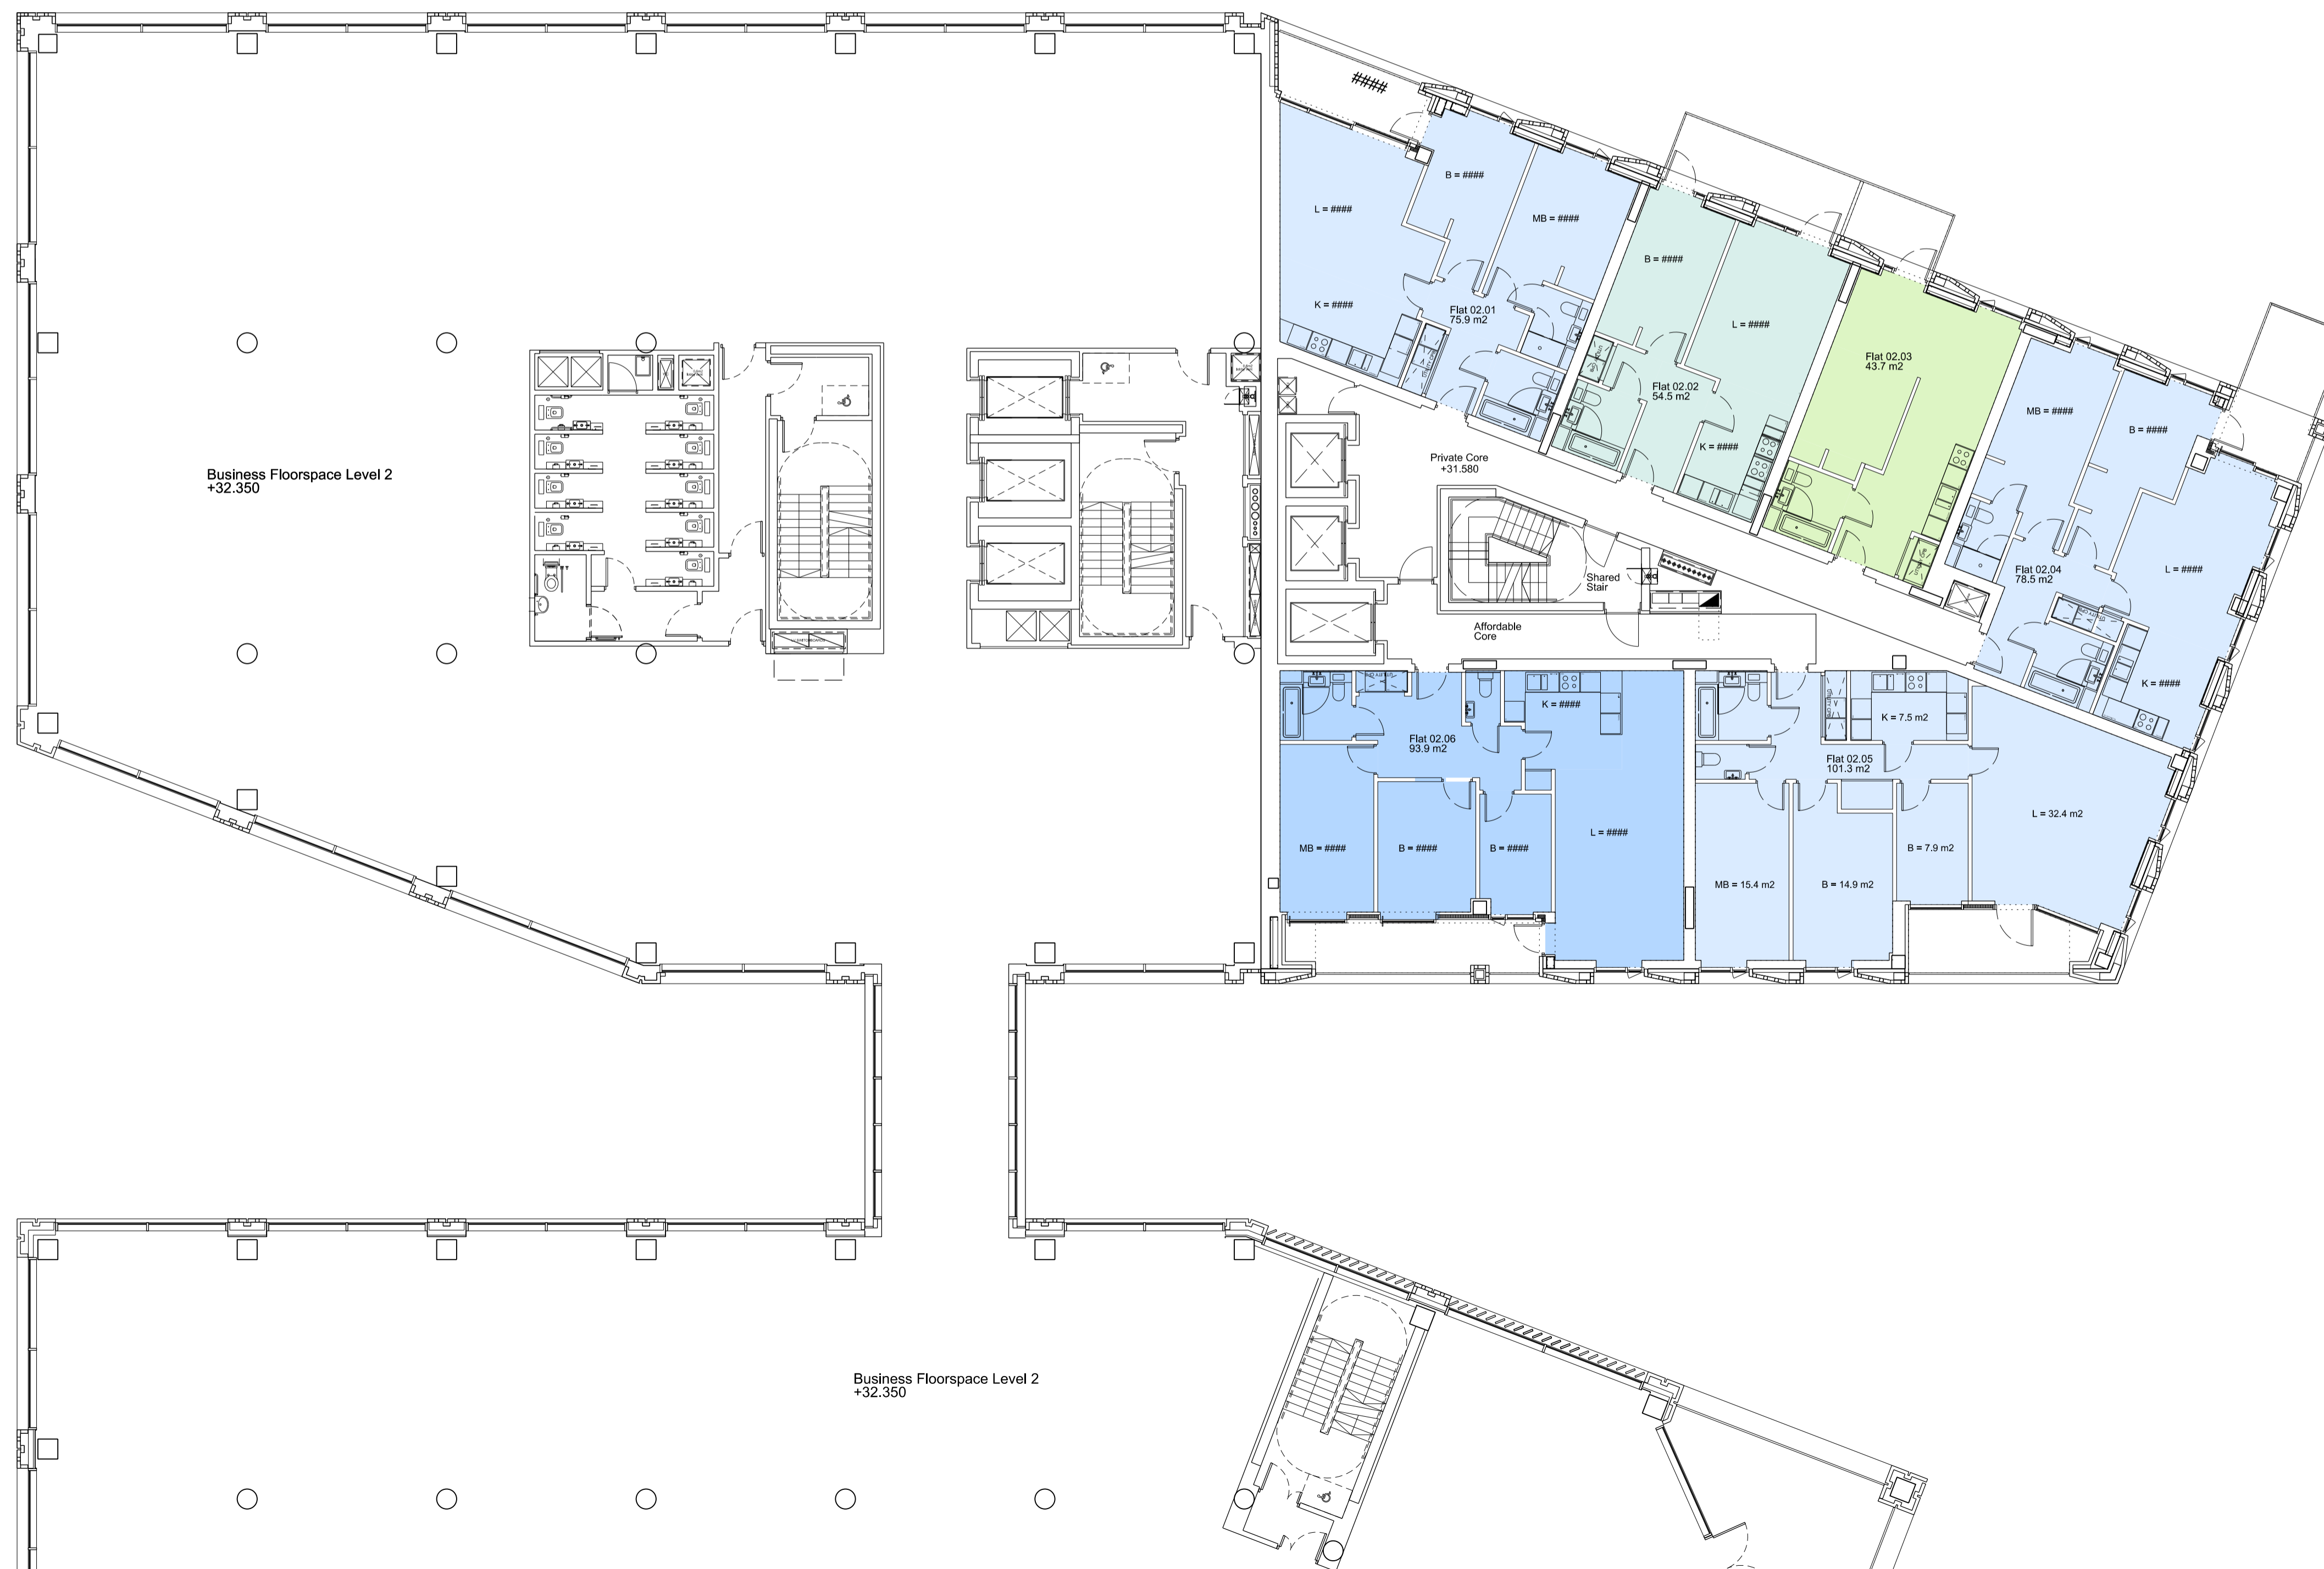 B = ####
L = ####
MB = ####
B = ####
K = ####
Flat 02.01
75.9 m2
L = ####
Flat 02.03
43.7 m2
Flat 02.02
54.5 m2
MB = ####
B = ####
K = ####
Private Core
+31.580
Business Floorspace Level 2
+32.350
Shared
Stair
Flat 02.04
78.5 m2
L = ####
Affordable
Core
K = ####
K = ####
K = 7.5 m2
Flat 02.06
93.9 m2
Flat 02.05
101.3 m2
L = ####
L = 32.4 m2
MB = ####
B = ####
B = ####
B = 7.9 m2
MB = 15.4 m2
B = 14.9 m2
Business Floorspace Level 2
+32.350